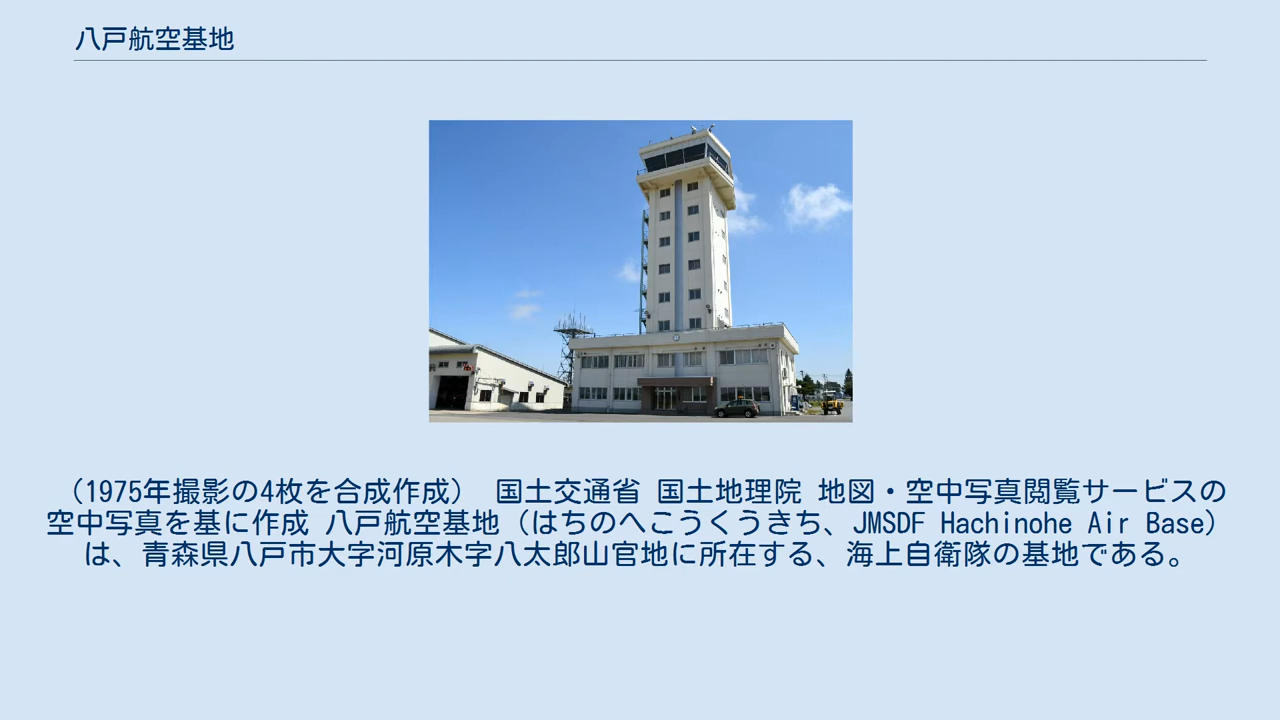 八戸航空基地
（1975年撮影の4枚を合成作成） 国土交通省 国土地理院 地図・空中写真閲覧サービスの
空中写真を基に作成 八戸航空基地（はちのへこうくうきち、JMSDF Hachinohe Air Base）
は、青森県八戸市大字河原木字八太郎山官地に所在する、海上自衛隊の基地である。